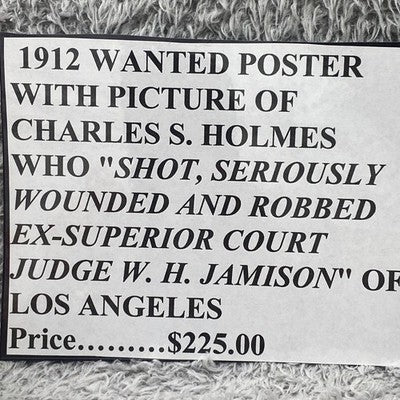 1912 WANTED POSTER
WITH PICTURE OF
CHARLES S. HOLMES
WHO "SHOT, SERIOUSLY
WOUNDED AND ROBBED
EX-SUPERIOR COURT
JUDGE W. H. JAMISON" OF
LOS ANGELES
Price.........$225.00